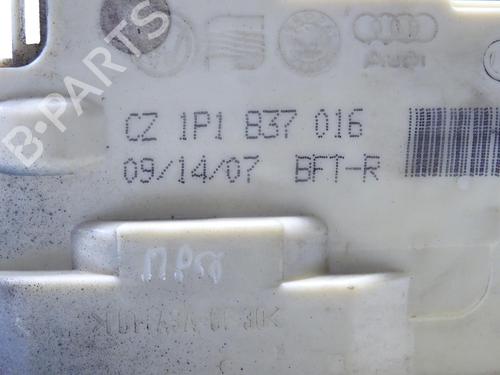 Audi
B-PARTS
CZ 1P1 837 016
09/14/07 BFT-R